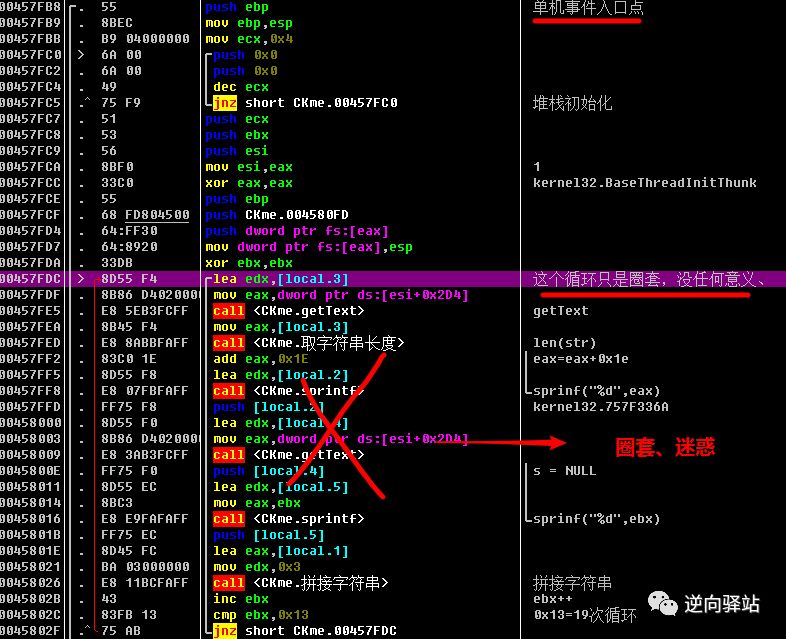 00457FB8 . 55 push ebp 单机事件入口点
00457FB9 . 8BEC mov ebp,esp
00457FBB . B9 04000000 mov ecx,0x4
00457FC0 > 6A 00 push 0x0
00457FC2 . 6A 00 push 0x0
00457FC4 . 49 dec ecx
00457FC5 .^ 75 F9 jnz short CKme.00457FC0 堆栈初始化
00457FC7 . 51 push ecx
00457FC8 . 53 push ebx
00457FC9 . 56 push esi
00457FCA . 8BF0 mov esi,eax 1
00457FCC . 33C0 xor eax,eax kernel32.BaseThreadInitThunk
00457FCE . 55 push ebp
00457FCF . 68 FD804500 push CKme.004580FD
00457FD4 . 64:FF30 push dword ptr fs:[eax]
00457FD7 . 64:8920 mov dword ptr fs:[eax],esp
00457FDA . 33DB xor ebx,ebx
00457FDC > 8D55 F4 lea edx,[local.3] 这个循环只是圈套，没任何意义、
00457FDF . 8B86 D4020000 mov eax,dword ptr ds:[esi+0x2D4]
00457FE5 . E8 5EB3FCFF call <CKme.getText> getText
00457FEA . 8B45 F4 mov eax,[local.3]
00457FED . E8 8ABBFAFF call <CKme.取字符串长度> len(str)
00457FF2 . 83C0 1E add eax,0x1E eax=eax+0x1e
00457FF5 . 8D55 F8 lea edx,[local.2]
00457FF8 . E8 07FBFAFF call <CKme.sprintf> sprinf("%d",eax)
00457FFD . FF75 F8 push [local.2] kernel32.757F336A
00458000 . 8D55 F0 lea edx,[local.4]
00458003 . 8B86 D4020000 mov eax,dword ptr ds:[esi+0x2D4]
圈套、迷惑
00458009 . E8 3AB3FCFF call <CKme.getText>
0045800E . FF75 F0 push [local.4] s = NULL
00458011 . 8D55 EC lea edx,[local.5]
00458014 . 8BC3 mov eax,ebx
00458016 . E8 E9FAFAFF call <CKme.sprintf> sprinf("%d",ebx)
0045801B . FF75 EC push [local.5]
0045801E . 8D45 FC lea eax,[local.1]
00458021 . BA 03000000 mov edx,0x3
00458026 . E8 11BCFAFF call <CKme.拼接字符串> 拼接字符串
0045802B . 43 inc ebx ebx++
0045802C . 83FB 13 cmp ebx,0x13 0x13=19次循环
0045802F .^ 75 AB jnz short CKme.00457FDC
逆向驿站